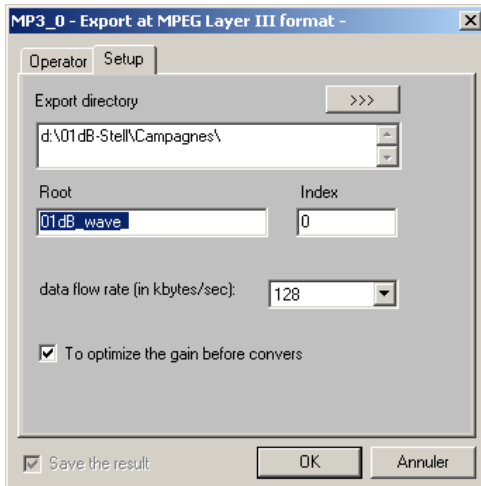 MP3_0 - Export at MPEG Layer III format -
Operator Setup
Export directory >>>
d:\01dB-Stell\Campagnes\
Root Index
01dB_wave_ 0
data flow rate (in kbytes/sec): 128
To optimize the gain before convers
Save the result OK Annuler